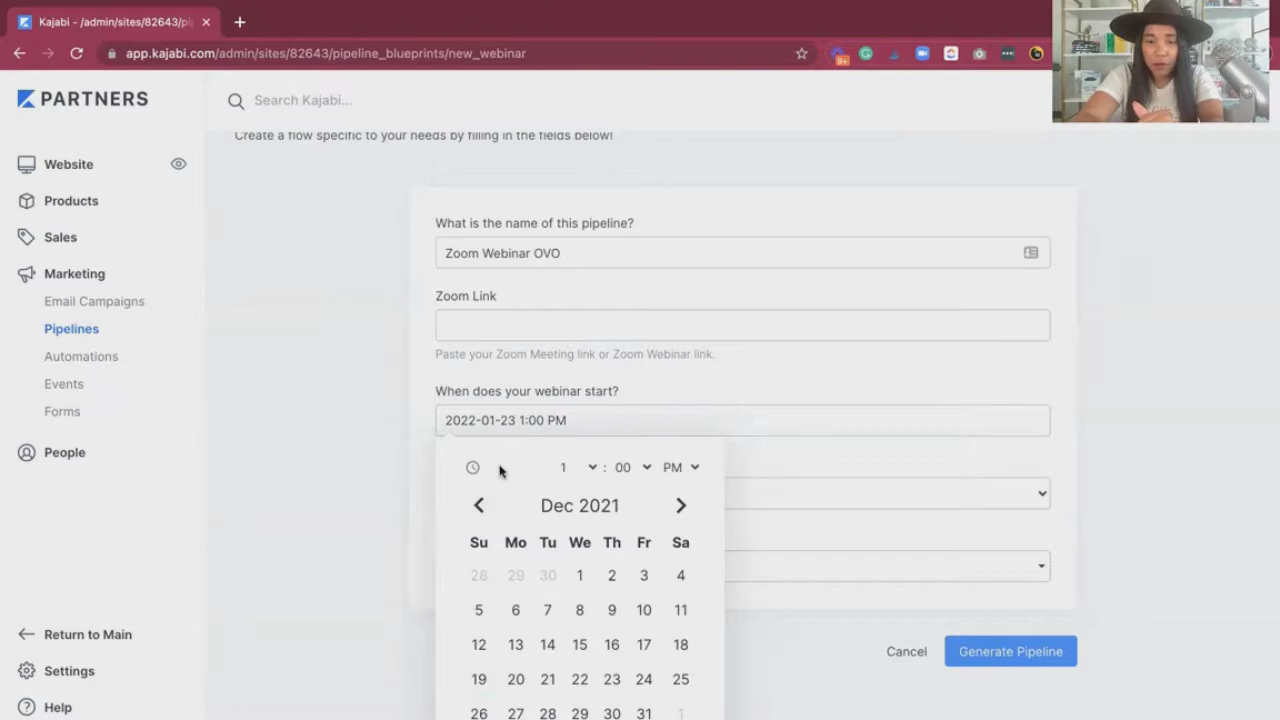 Kajabi - /admin/sites/82643/pi
app.kajabi.com/admin/sites/82643/pipeline_blueprints/new_webinar
PARTNERS
Search Kajabi...
Create a flow specific to your needs by filling in the fields below!
Website
Products
Sales
Marketing
Email Campaigns
Pipelines
Automations
Events
Forms
People
Return to Main
Settings
Help
What is the name of this pipeline?
Zoom Webinar OVO
Zoom Link
Paste your Zoom Meeting link or Zoom Webinar link.
When does your webinar start?
2022-01-23 1:00 PM
1 : 00 PM
Dec 2021
Su Mo Tu We Th Fr Sa
28 29 30 1 2 3 4
5 6 7 8 9 10 11
12 13 14 15 16 17 18
19 20 21 22 23 24 25
26 27 28 29 30 31 1
Cancel
Generate Pipeline